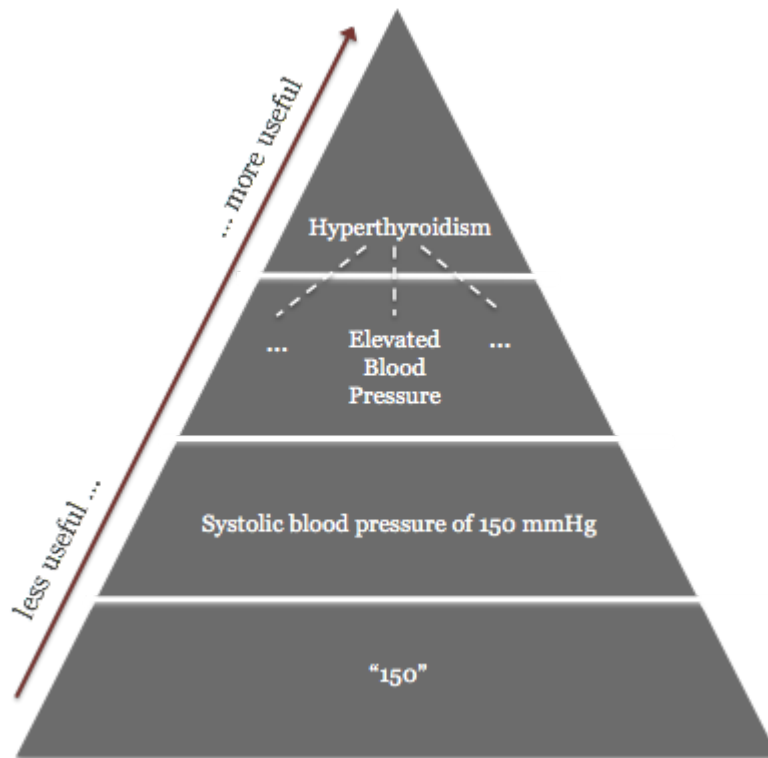 ... more useful
less useful ...
Hyperthyroidism
...
Elevated
Blood
Pressure
...
Systolic blood pressure of 150 mmHg
“150”